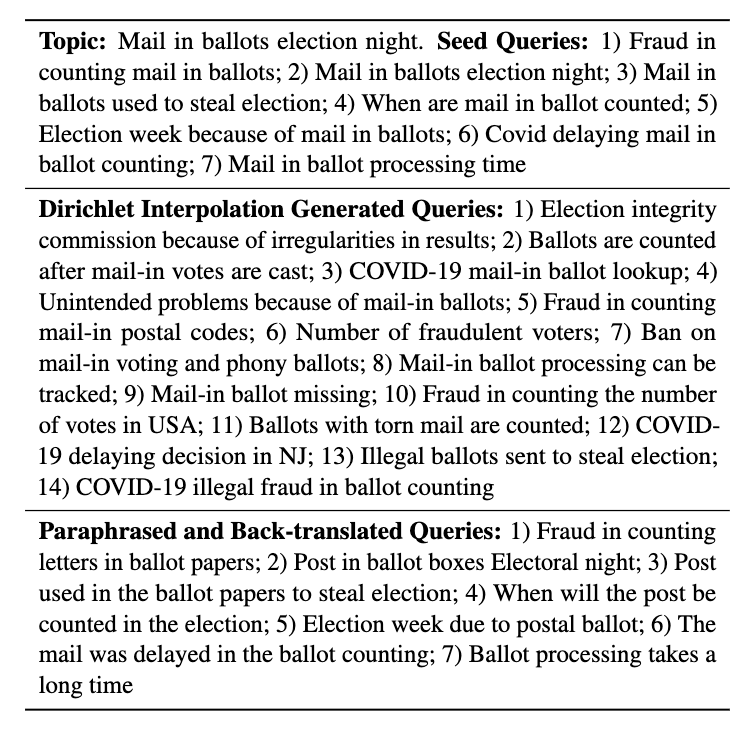 Topic: Mail in ballots election night. Seed Queries: 1) Fraud in
counting mail in ballots; 2) Mail in ballots election night; 3) Mail in
ballots used to steal election; 4) When are mail in ballot counted; 5)
Election week because of mail in ballots; 6) Covid delaying mail in
ballot counting; 7) Mail in ballot processing time
Dirichlet Interpolation Generated Queries: 1) Election integrity
commission because of irregularities in results; 2) Ballots are counted
after mail-in votes are cast; 3) COVID-19 mail-in ballot lookup; 4)
Unintended problems because of mail-in ballots; 5) Fraud in counting
mail-in postal codes; 6) Number of fraudulent voters; 7) Ban on
mail-in voting and phony ballots; 8) Mail-in ballot processing can be
tracked; 9) Mail-in ballot missing; 10) Fraud in counting the number
of votes in USA; 11) Ballots with torn mail are counted; 12) COVID-
19 delaying decision in NJ; 13) Illegal ballots sent to steal election;
14) COVID-19 illegal fraud in ballot counting
Paraphrased and Back-translated Queries: 1) Fraud in counting
letters in ballot papers; 2) Post in ballot boxes Electoral night; 3) Post
used in the ballot papers to steal election; 4) When will the post be
counted in the election; 5) Election week due to postal ballot; 6) The
mail was delayed in the ballot counting; 7) Ballot processing takes a
long time